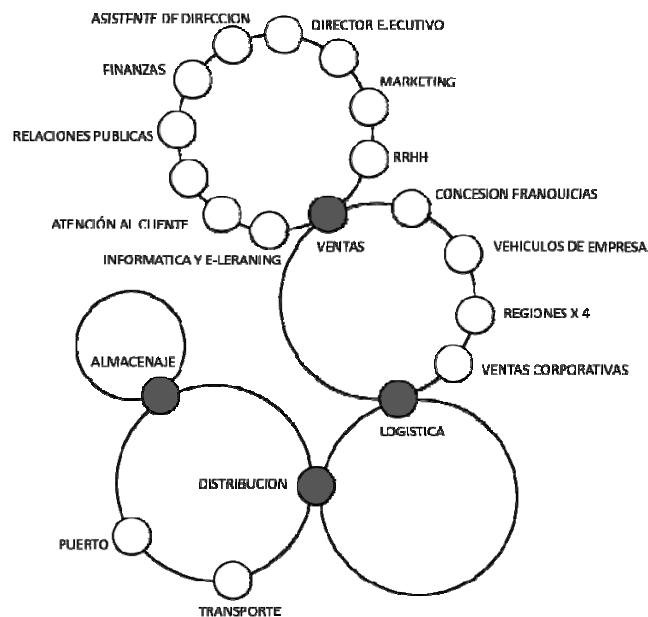 ASISTENTE DE DIRECCION
DIRECTOR EJECUTIVO
FINANZAS
MARKETING
RELACIONES PUBLICAS
RRHH
CONCESION FRANQUICIAS
ATENCIÓN AL CLIENTE
VENTAS
VEHICULOS DE EMPRESA
INFORMATICA Y E-LERANING
REGIONES X 4
ALMACENAJE
VENTAS CORPORATIVAS
LOGISTICA
DISTRIBUCION
PUERTO
TRANSPORTE